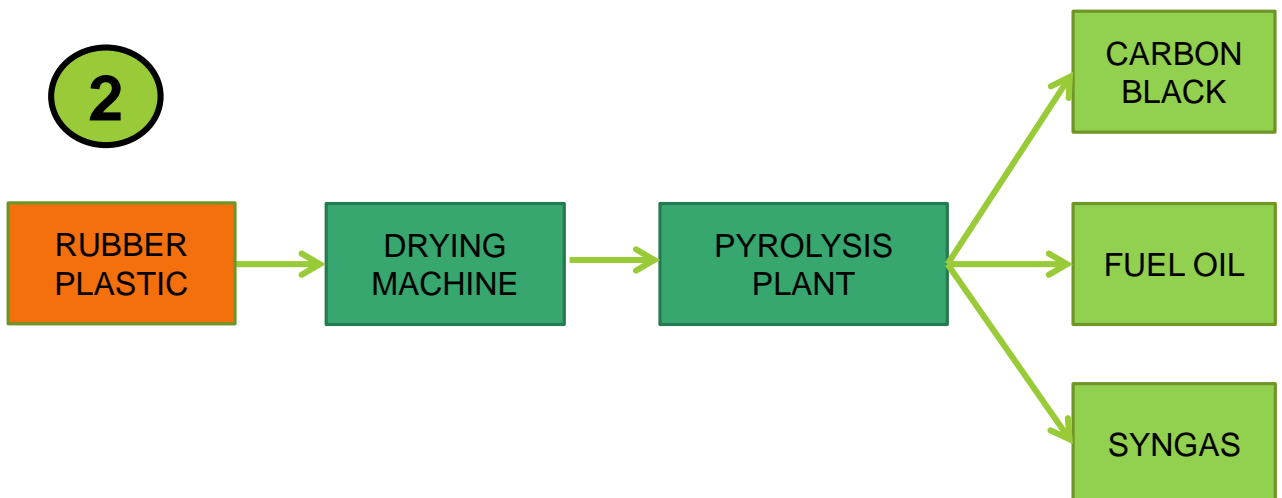 2
RUBBER
PLASTIC
DRYING
MACHINE
PYROLYSIS
PLANT
CARBON
BLACK
FUEL OIL
SYNGAS